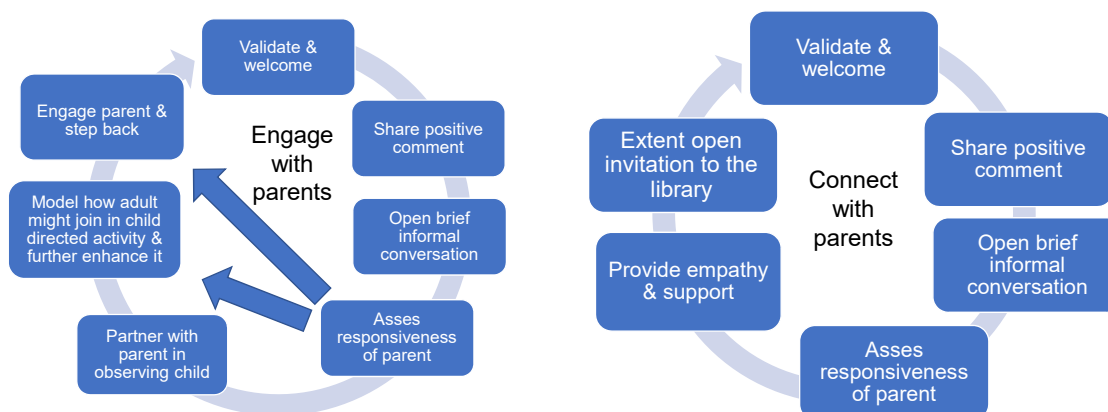 Validate &
welcome
Share positive
comment
Open brief
informal
conversation
Asses
responsiveness
of parent
Partner with
parent in
observing child
Model how adult
might join in child
directed activity &
further enhance it
Engage parent &
step back
Engage
with
parents
Validate &
welcome
Share positive
comment
Open brief
informal
conversation
Asses
responsiveness
of parent
Provide empathy
& support
Extent open
invitation to the
library
Connect
with
parents